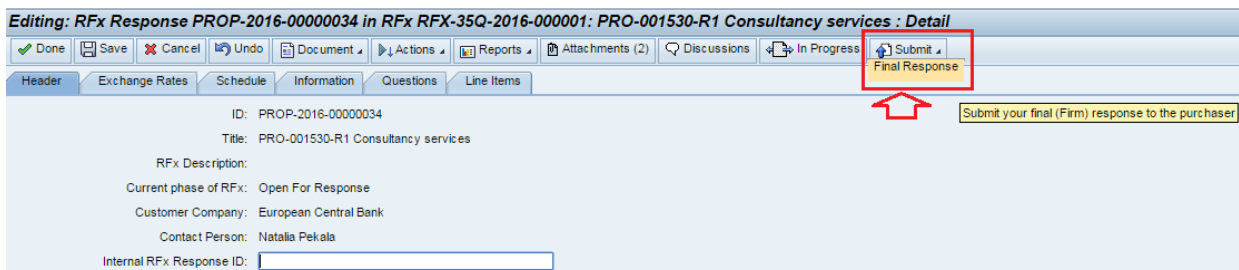 Editing: RFx Response PROP-2016-00000034 in RFx RFX-35Q-2016-000001: PRO-001530-R1 Consultancy services : Detail
Done Save Cancel Undo Document Actions Reports Attachments (2) Discussions In Progress Submit
Final Response
Header Exchange Rates Schedule Information Questions Line Items
ID: PROP-2016-00000034
Submit your final (Firm) response to the purchaser
Title: PRO-001530-R1 Consultancy services
RFx Description:
Current phase of RFx: Open For Response
Customer Company: European Central Bank
Contact Person: Natalia Pekala
Internal RFx Response ID: